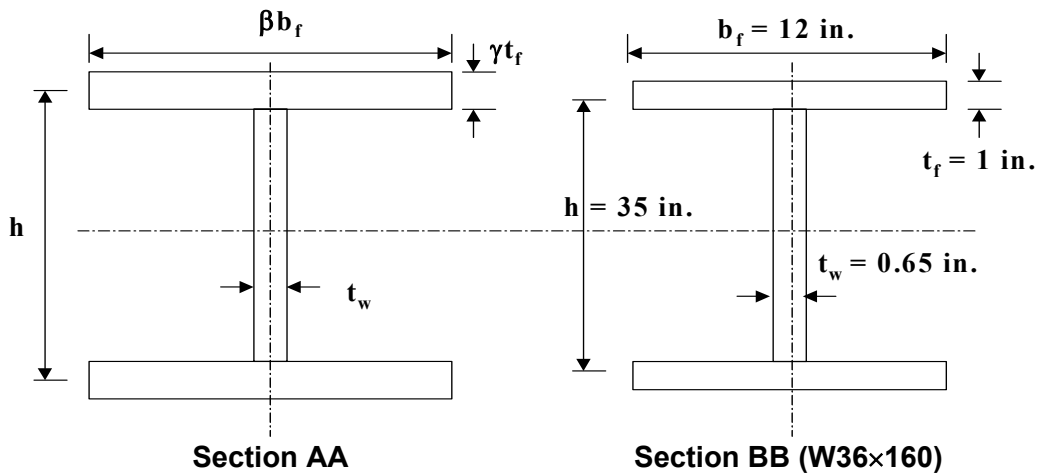 βb_f
γt_f
h
t_w
Section AA
b_f = 12 in.
t_f = 1 in.
h = 35 in.
t_w = 0.65 in.
Section BB (W36×160)